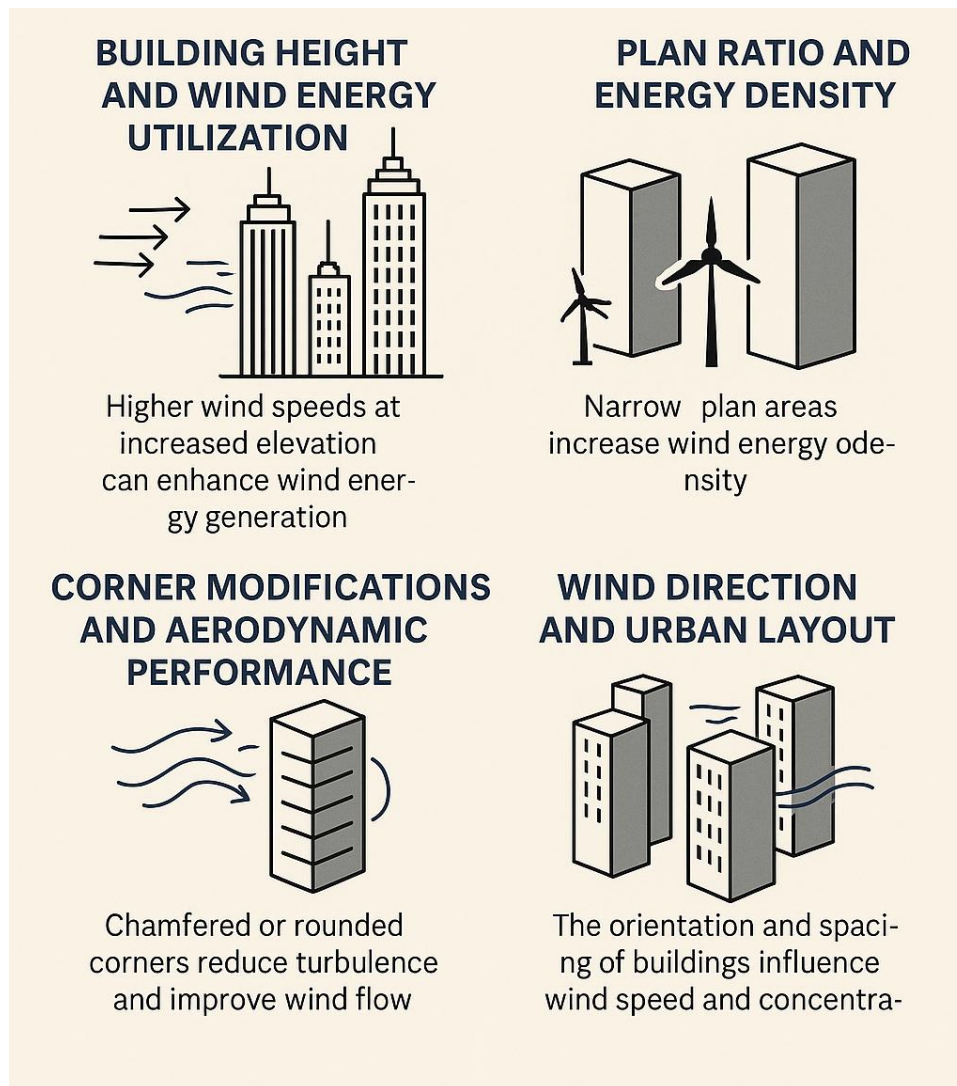 BUILDING HEIGHT
AND WIND ENERGY
UTILIZATION
Higher wind speeds at
increased elevation
can enhance wind ener-
gy generation
PLAN RATIO AND
ENERGY DENSITY
Narrow plan areas
increase wind energy ode-
nsity
CORNER MODIFICATIONS
AND AERODYNAMIC
PERFORMANCE
Chamfered or rounded
corners reduce turbulence
and improve wind flow
WIND DIRECTION
AND URBAN LAYOUT
The orientation and spaci-
ng of buildings influence
wind speed and concentra-